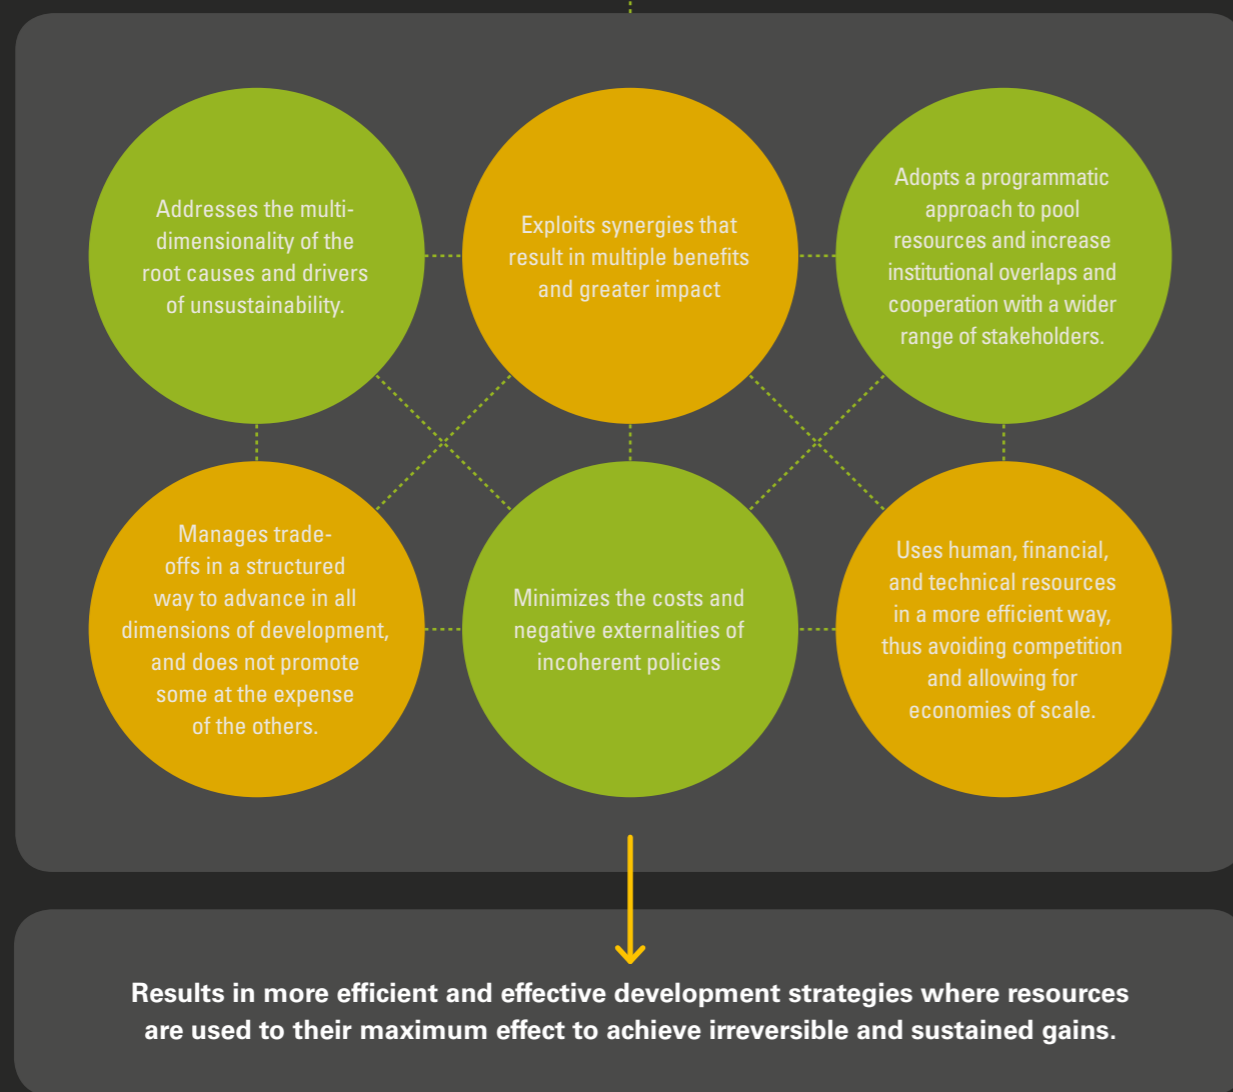 Addresses the multi-
dimensionality of the
root causes and drivers
of unsustainability.
Exploits synergies that
result in multiple benefits
and greater impact
Adopts a programmatic
approach to pool
resources and increase
institutional overlaps and
cooperation with a wider
range of stakeholders.
Manages trade-
offs in a structured
way to advance in all
dimensions of development,
and does not promote
some at the expense
of the others.
Minimizes the costs and
negative externalities of
incoherent policies
Uses human, financial,
and technical resources
in a more efficient way,
thus avoiding competition
and allowing for
economies of scale.
Results in more efficient and effective development strategies where resources
are used to their maximum effect to achieve irreversible and sustained gains.